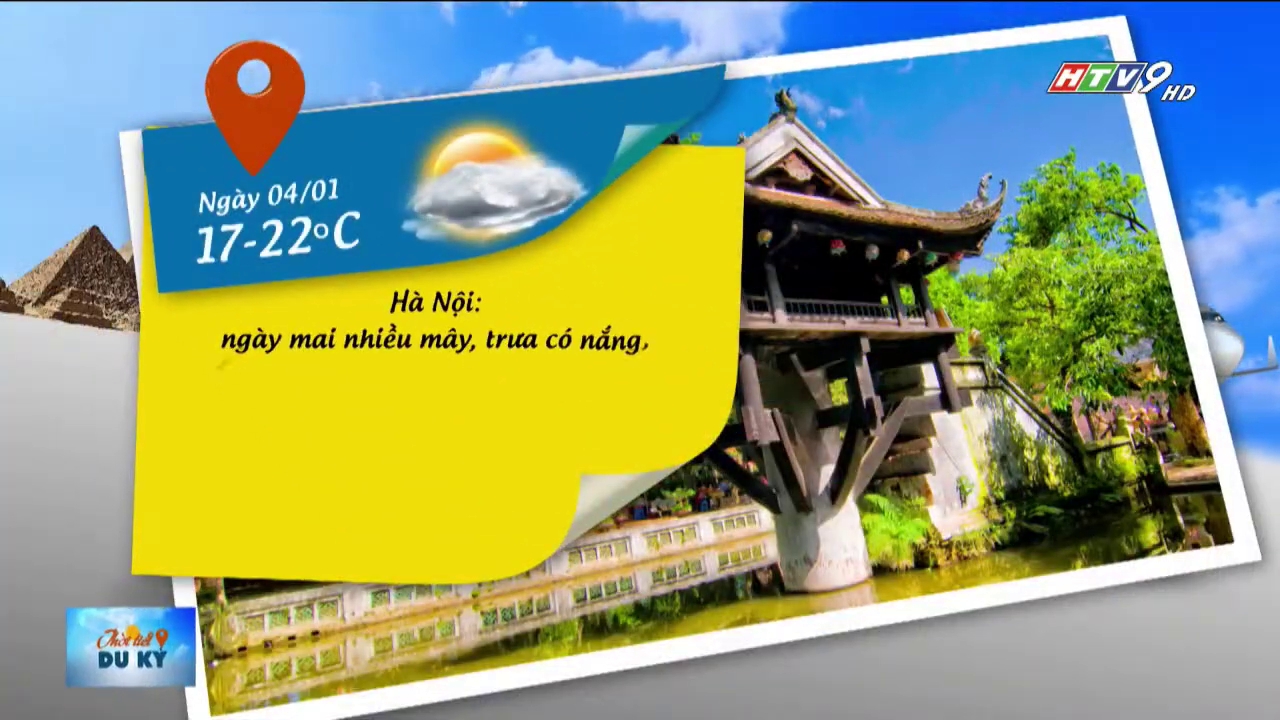 HTV9 HD
Ngày 04/01
17-22°C
Hà Nội:
ngày mai nhiều mây, trưa có nắng,
Thời tiết
DU KÝ